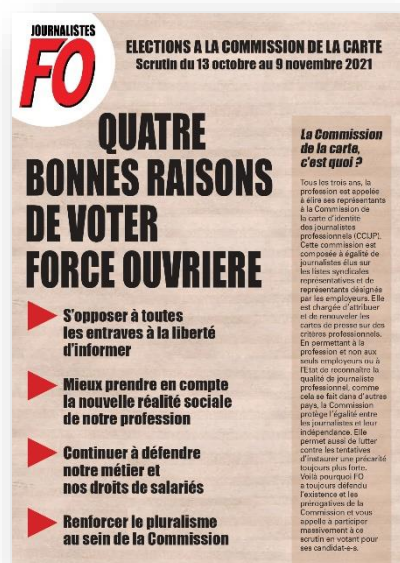 JOURNALISTES
FO
ELECTIONS A LA COMMISSION DE LA CARTE
Scrutin du 13 octobre au 9 novembre 2021
QUATRE
BONNES RAISONS
DE VOTER
FORCE OUVRIERE
S'opposer à toutes
les entraves à la liberté
d'informer
Mieux prendre en compte
la nouvelle réalité sociale
de notre profession
Continuer à défendre
notre métier et
nos droits de salariés
Renforcer le pluralisme
au sein de la Commission
La Commission
de la carte,
c'est quoi ?
Tous les trois ans, la
profession est appelée
à élire ses représentants
à la Commission de
la carte d'identité
des journalistes
professionnels (CCIJP).
Cette commission est
composée à égalité de
journalistes élus sur
les listes syndicales
représentatives et de
représentants désignés
par les employeurs. Elle
est chargée d'attribuer
et de renouveler les
cartes de presse sur des
critères professionnels.
En permettant à la
profession et non aux
seuls employeurs ou à
l'Etat de reconnaître la
qualité de journaliste
professionnel, comme
cela se fait dans d'autres
pays, la Commission
protège l'égalité entre
les journalistes et leur
indépendance. Elle
permet aussi de lutter
contre les tentatives
d'instaurer une précarité
toujours plus forte.
Voilà pourquoi FO
a toujours défendu
l'existence et les
prérogatives de la
Commission et vous
appelle à participer
massivement à ce
scrutin en votant pour
ses candidat-e-s.